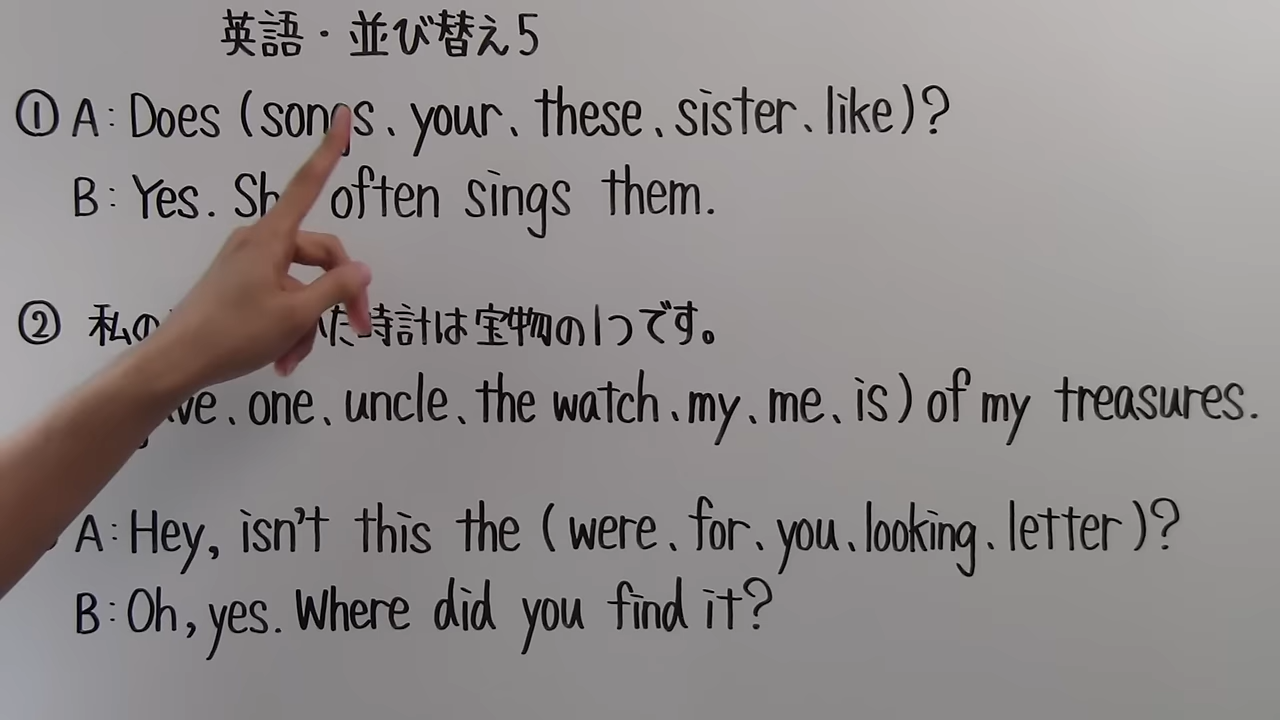 英語・並び替え5
① A: Does (songs、your、these、sister、like)?
B: Yes. She often sings them.
② 私の た時計は宝物の1つです。
one、uncle、the watch、my、me、is) of my treasures.
A: Hey, isn't this the (were、for、you、looking、letter)?
B: Oh, yes. Where did you find it?